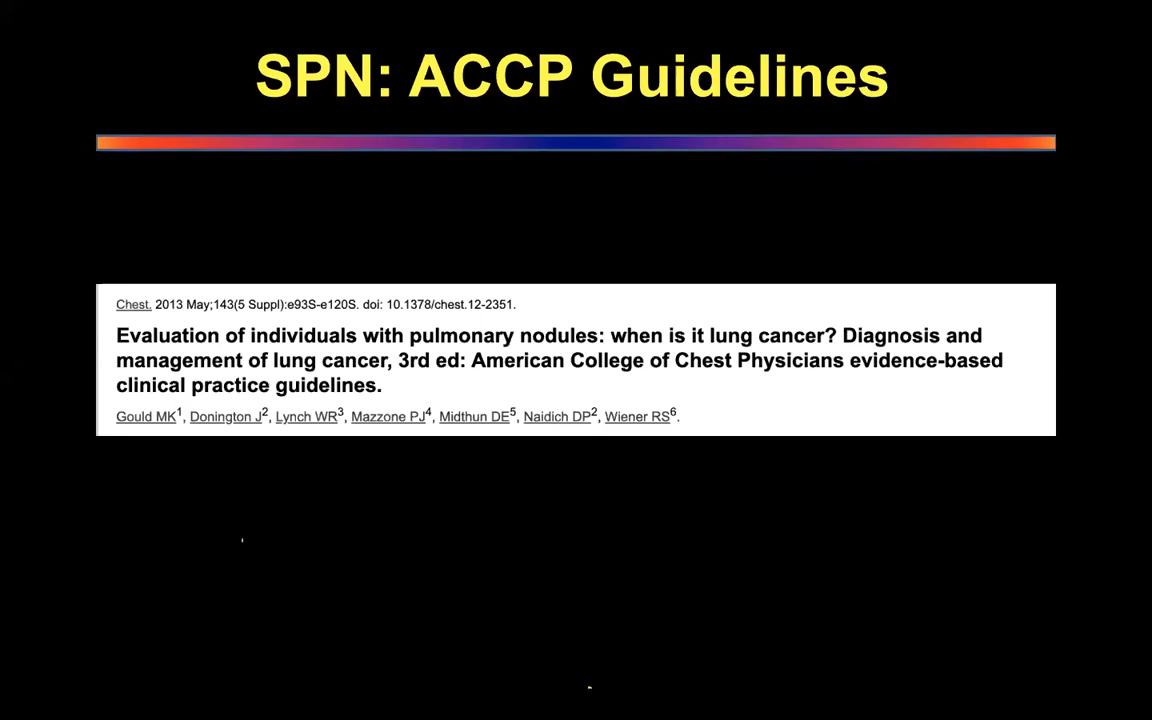 SPN: ACCP Guidelines
Chest. 2013 May;143(5 Suppl):e93S-e120S. doi: 10.1378/chest.12-2351.
Evaluation of individuals with pulmonary nodules: when is it lung cancer? Diagnosis and
management of lung cancer, 3rd ed: American College of Chest Physicians evidence-based
clinical practice guidelines.
Gould MK1, Donington J2, Lynch WR3, Mazzone PJ4, Midthun DE5, Naidich DP2, Wiener RS6.